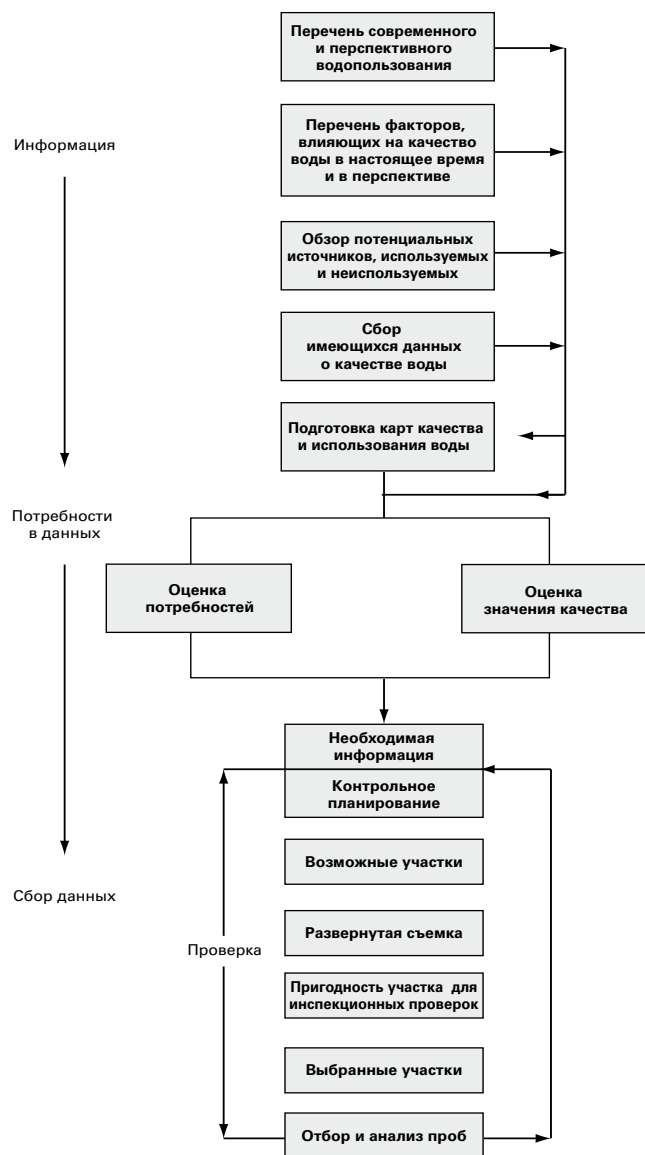 Перечень современного
и перспективного
водопользования
Информация
Перечень факторов,
влияющих на качество
воды в настоящее время
и в перспективе
Обзор потенциальных
источников, используемых
и неиспользуемых
Сбор
имеющихся данных
о качестве воды
Подготовка карт качества
и использования воды
Потребности
в данных
Оценка
потребностей
Оценка
значения качества
Необходимая
информация
Контрольное
планирование
Возможные участки
Сбор данных
Развернутая съемка
Проверка
Пригодность участка для
инспекционных проверок
Выбранные участки
Отбор и анализ проб